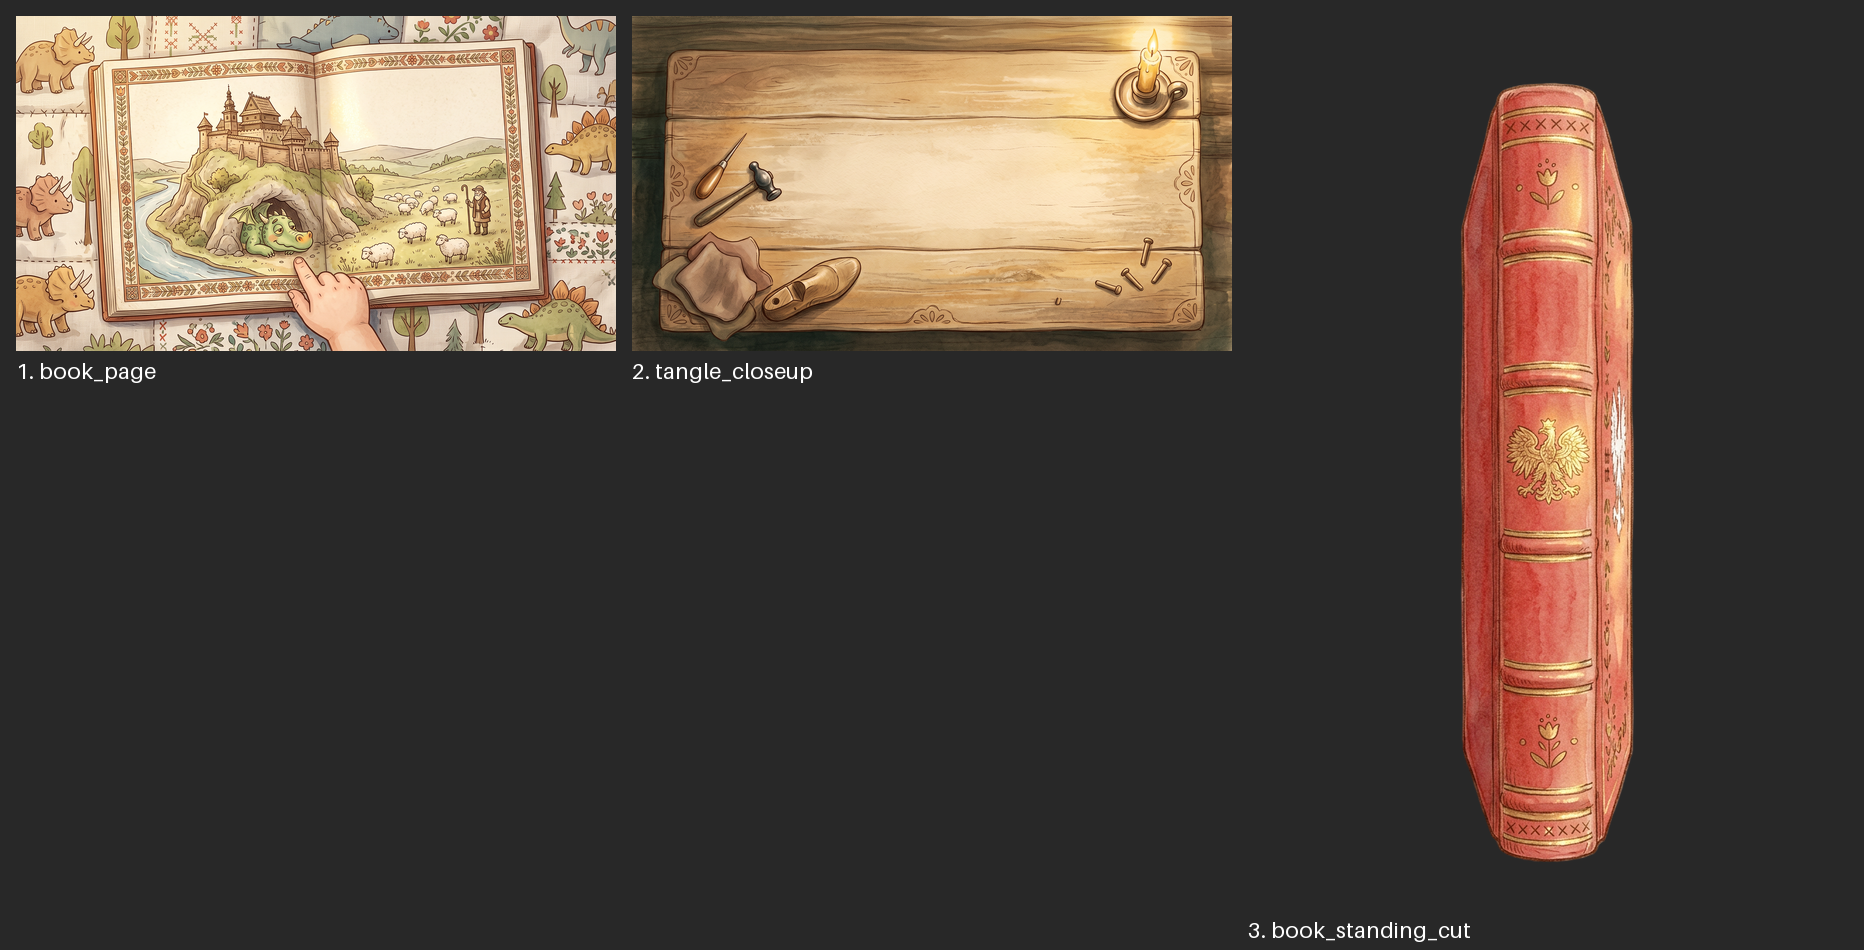 1. book_page
2. tangle_closeup
3. book_standing_cut